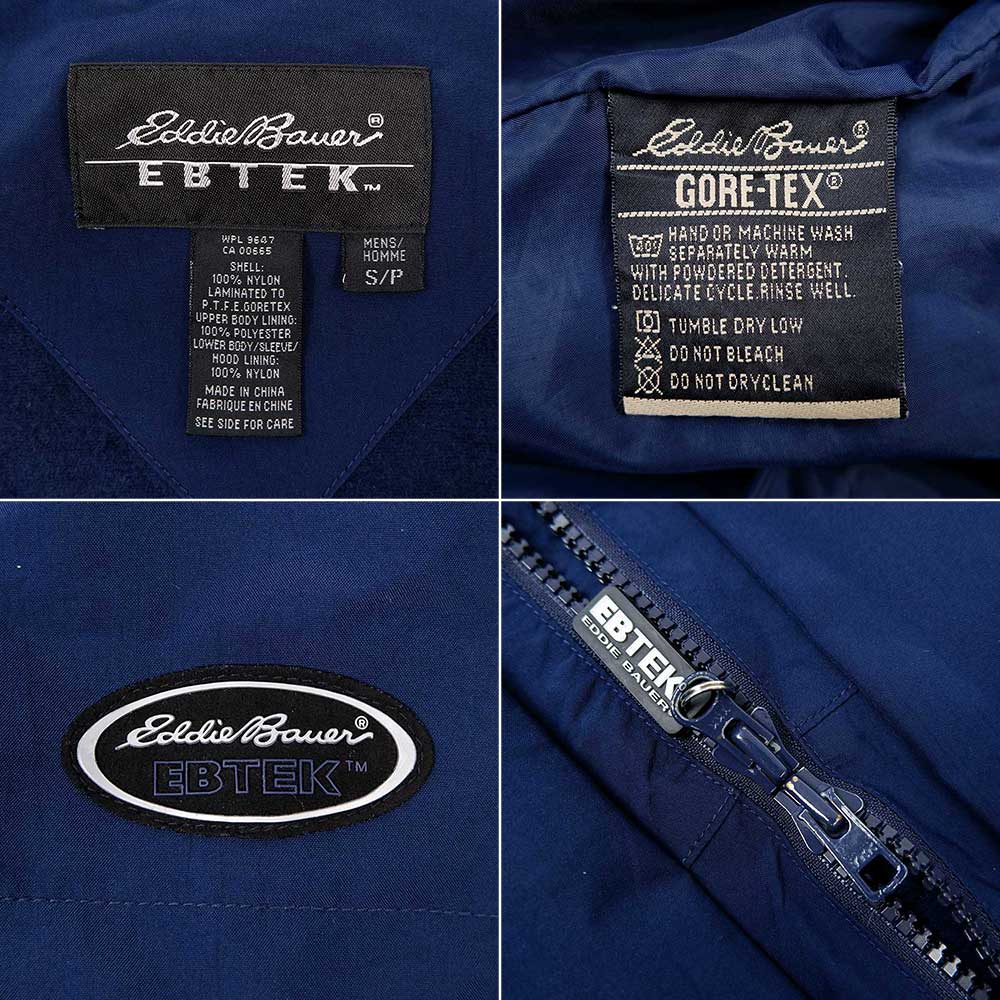 Eddie Bauer®
EBTEK™
WPL 9647
CA 00665
SHELL:
100% NYLON
LAMINATED TO
P.T.F.E.GORETEX
UPPER BODY LINING:
100% POLYESTER
LOWER BODY/SLEEVE/
HOOD LINING:
100% NYLON
MADE IN CHINA
FABRIQUE EN CHINE
SEE SIDE FOR CARE
MENS/
HOMME
S/P
Eddie Bauer®
GORE-TEX®
40° HAND OR MACHINE WASH
SEPARATELY WARM
WITH POWDERED DETERGENT.
DELICATE CYCLE.RINSE WELL.
TUMBLE DRY LOW
DO NOT BLEACH
DO NOT DRYCLEAN
Eddie Bauer®
EBTEK™
EBTEK
EDDIE BAUER